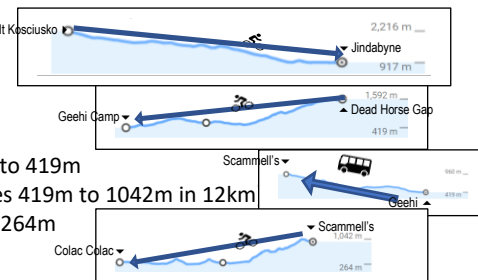 lt Kosciusko
2,216 m
Jindabyne
917 m
1,592 m
Geehi Camp
Dead Horse Gap
419m
to 419m
Scammell's
960 m
es 419m to 1042m in 12km
419 m
Geehi
264m
Scammell's
1,042 m
Colac Colac
264 m